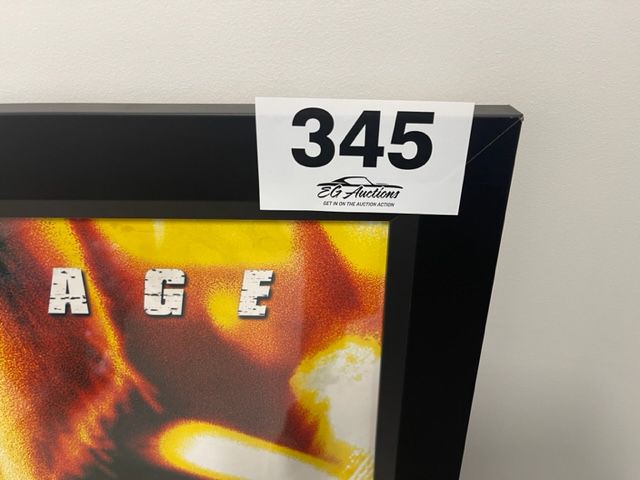 345
EG Auctions
GET IN ON THE AUCTION ACTION
A G E